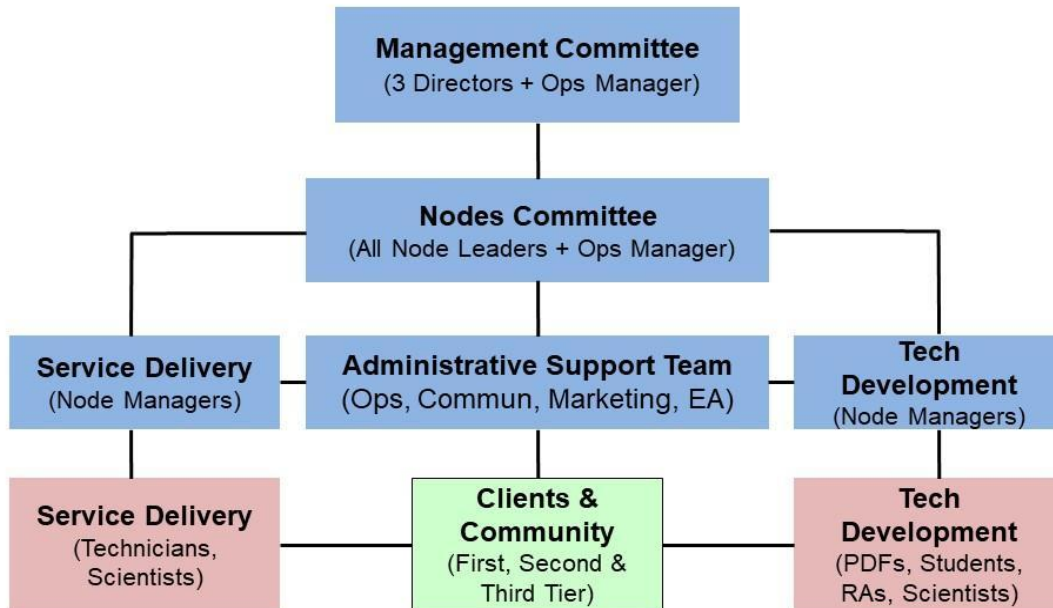 Management Committee
(3 Directors + Ops Manager)
Nodes Committee
(All Node Leaders + Ops Manager)
Service Delivery
(Node Managers)
Administrative Support Team
(Ops, Commun, Marketing, EA)
Tech
Development
(Node Managers)
Service Delivery
(Technicians,
Scientists)
Clients &
Community
(First, Second &
Third Tier)
Tech
Development
(PDFs, Students,
RAs, Scientists)